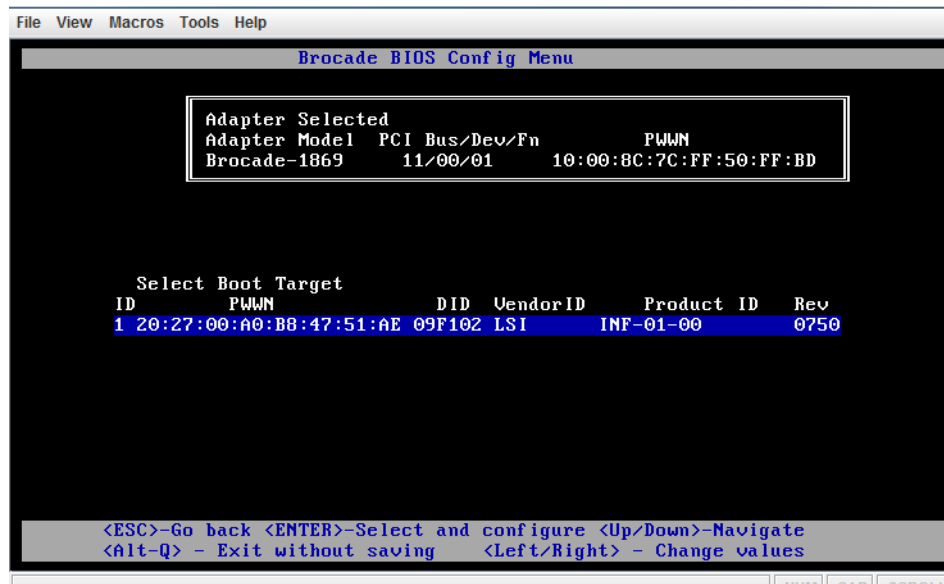 File View Macros Tools Help
Brocade BIOS Config Menu
Adapter Selected
Adapter Model PCI Bus/Dev/Fn PWWN
Brocade-1869 11/00/01 10:00:8C:7C:FF:50:FF:BD
Select Boot Target
ID PWWN DID VendorID Product ID Rev
1 20:27:00:A0:B8:47:51:AE 09F102 LSI INF-01-00 0750
<ESC>-Go back <ENTER>-Select and configure <Up/Down>-Navigate
<Alt-Q> - Exit without saving <Left/Right> - Change values